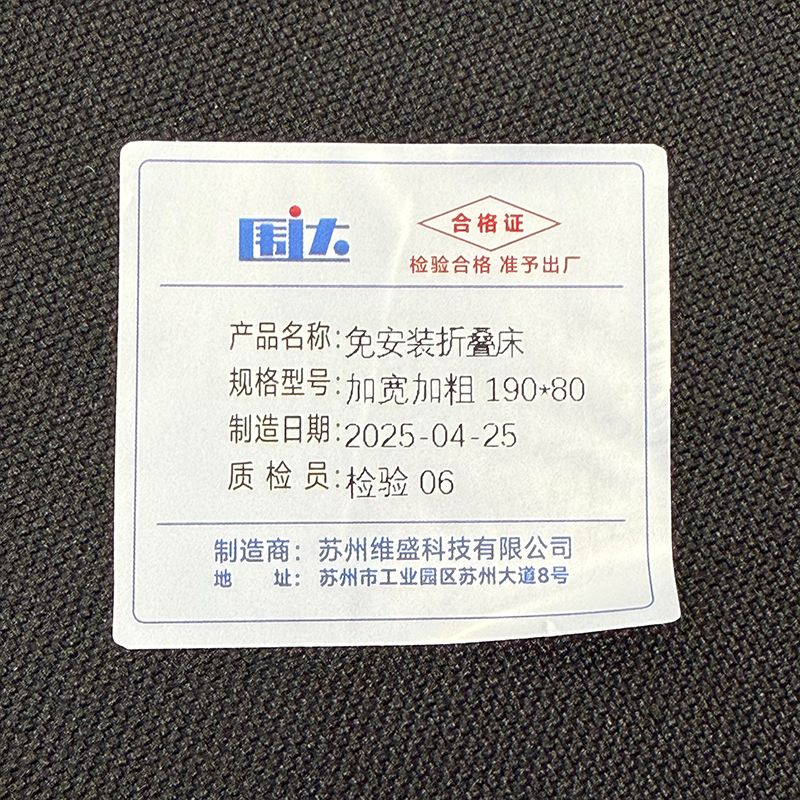 围达
合格证
检验合格 准予出厂
产品名称:免安装折叠床
规格型号:加宽加粗 190*80
制造日期:2025-04-25
质检员:检验 06
制造商：苏州维盛科技有限公司
地址：苏州市工业园区苏州大道8号